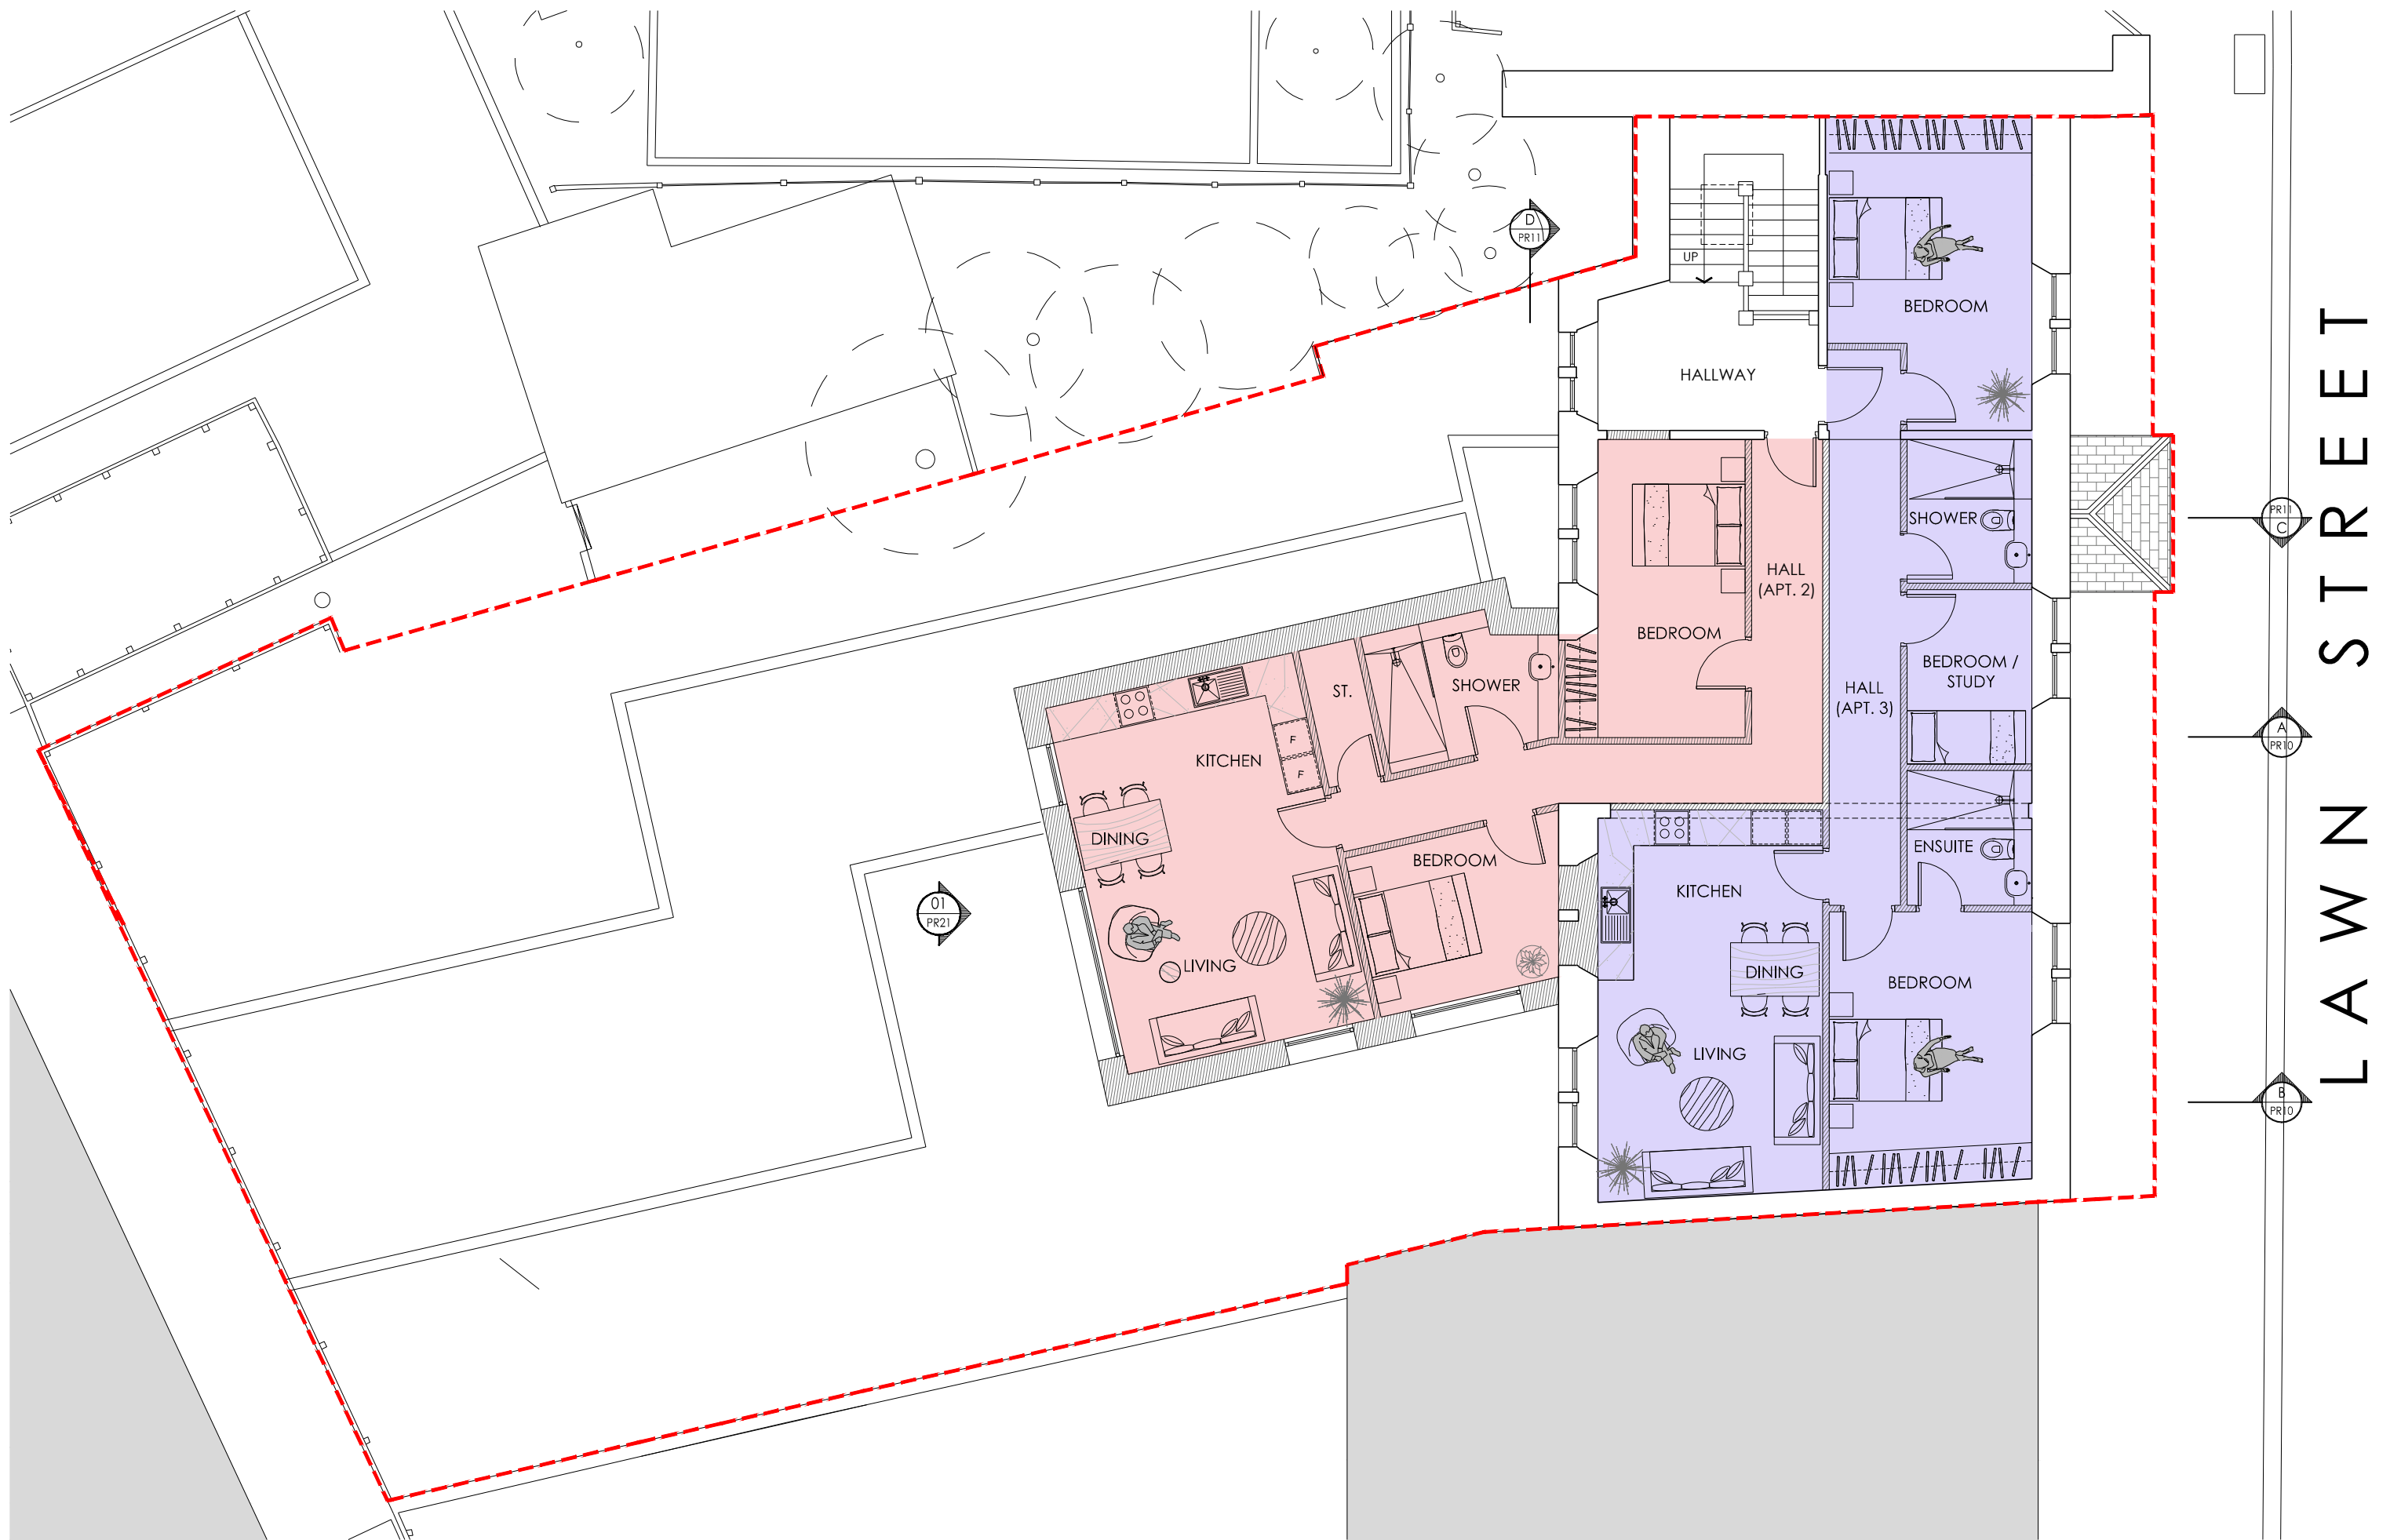 D
PR11
UP
BEDROOM
HALLWAY
PR11
C
SHOWER
HALL
(APT. 2)
BEDROOM
BEDROOM /
STUDY
HALL
(APT. 3)
SHOWER
ST.
A
PR10
F
KITCHEN
F
DINING
BEDROOM
ENSUITE
KITCHEN
01
PR21
LIVING
DINING
BEDROOM
LIVING
B
PR10
LAWN STREET